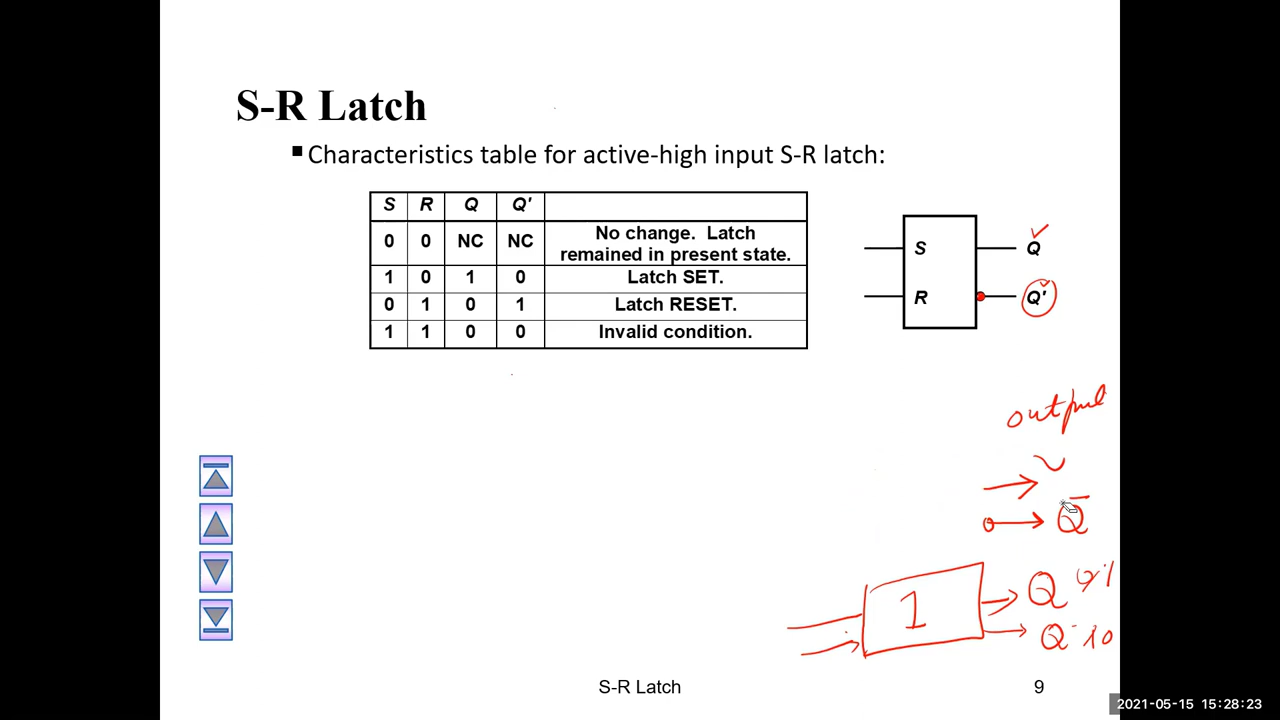 S-R Latch
▪ Characteristics table for active-high input S-R latch:
S R Q Q'
0 0 NC NC No change. Latch remained in present state.
1 0 1 0 Latch SET.
0 1 0 1 Latch RESET.
1 1 0 0 Invalid condition.
S Q
R Q'
output
Q̅
1
Q
Q
S-R Latch
9
2021-05-15 15:28:23